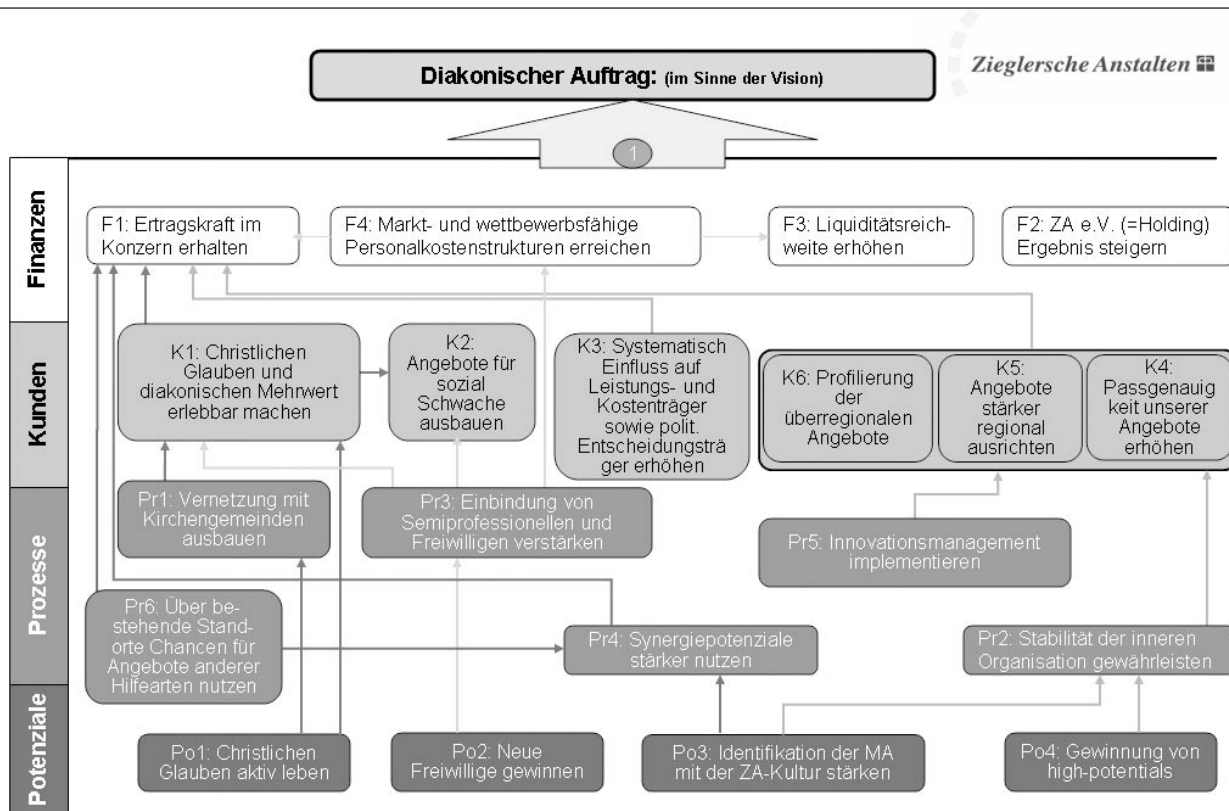 Diakonischer Auftrag: (im Sinne der Vision)
Zieglersche Anstalten
1
Finanzen
F1: Ertragskraft im
Konzern erhalten
F4: Markt- und wettbewerbsfähige
Personalkostenstrukturen erreichen
F3: Liquiditätsreich-
weite erhöhen
F2: ZA e.V. (=Holding)
Ergebnis steigern
Kunden
K1: Christlichen
Glauben und
diakonischen Mehrwert
erlebbar machen
K2:
Angebote für
sozial
Schwache
ausbauen
K3: Systematisch
Einfluss auf
Leistungs- und
Kostenträger
sowie polit.
Entscheidungsträ
ger erhöhen
K6: Profilierung
der
überregionalen
Angebote
K5:
Angebote
stärker
regional
ausrichten
K4:
Passgenauig
keit unserer
Angebote
erhöhen
Prozesse
Pr1: Vernetzung mit
Kirchengemeinden
ausbauen
Pr3: Einbindung von
Semiprofessionellen und
Freiwilligen verstärken
Pr5: Innovationsmanagement
implementieren
Pr6: Über be-
stehende Stand-
orte Chancen für
Angebote anderer
Hilfearten nutzen
Pr4: Synergiepotenziale
stärker nutzen
Pr2: Stabilität der inneren
Organisation gewährleisten
Potenziale
Po1: Christlichen
Glauben aktiv leben
Po2: Neue
Freiwillige gewinnen
Po3: Identifikation der MA
mit der ZA-Kultur stärken
Po4: Gewinnung von
high-potentials